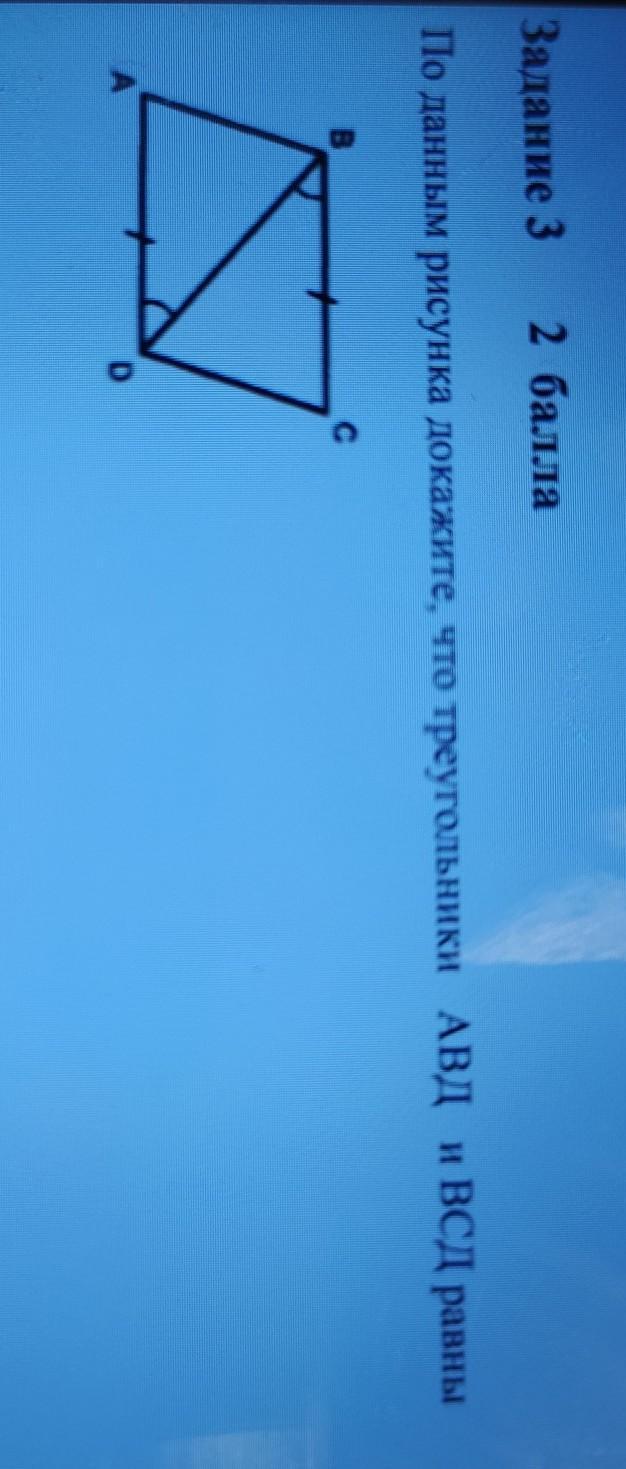 Задание 3 2 балла
По данным рисунка докажите, что треугольники АВД и ВСД равны
B
C
A
D